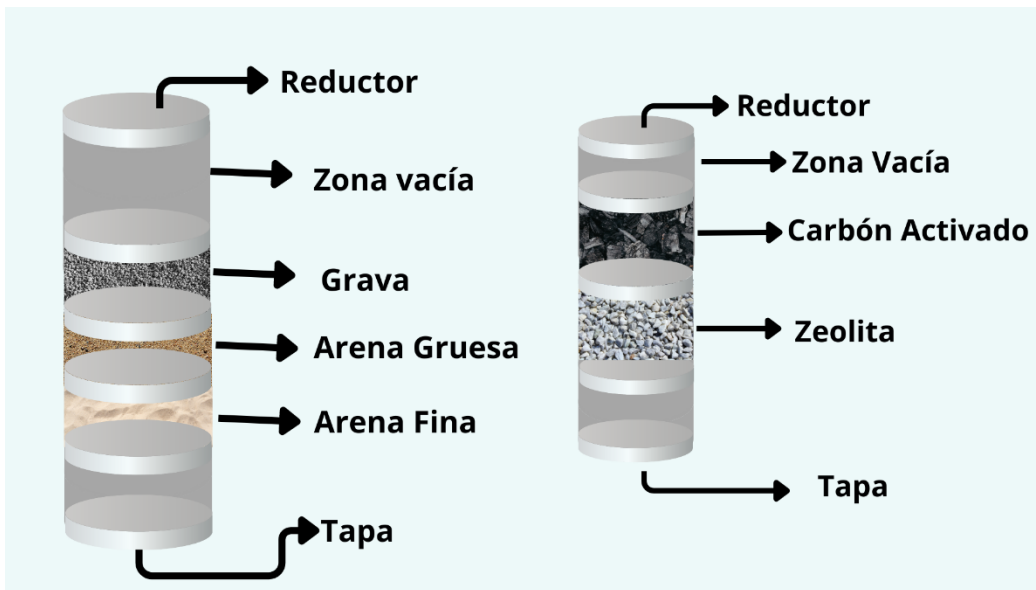 Reductor
Zona vacía
Grava
Arena Gruesa
Arena Fina
Tapa
Reductor
Zona Vacía
Carbón Activado
Zeolita
Tapa